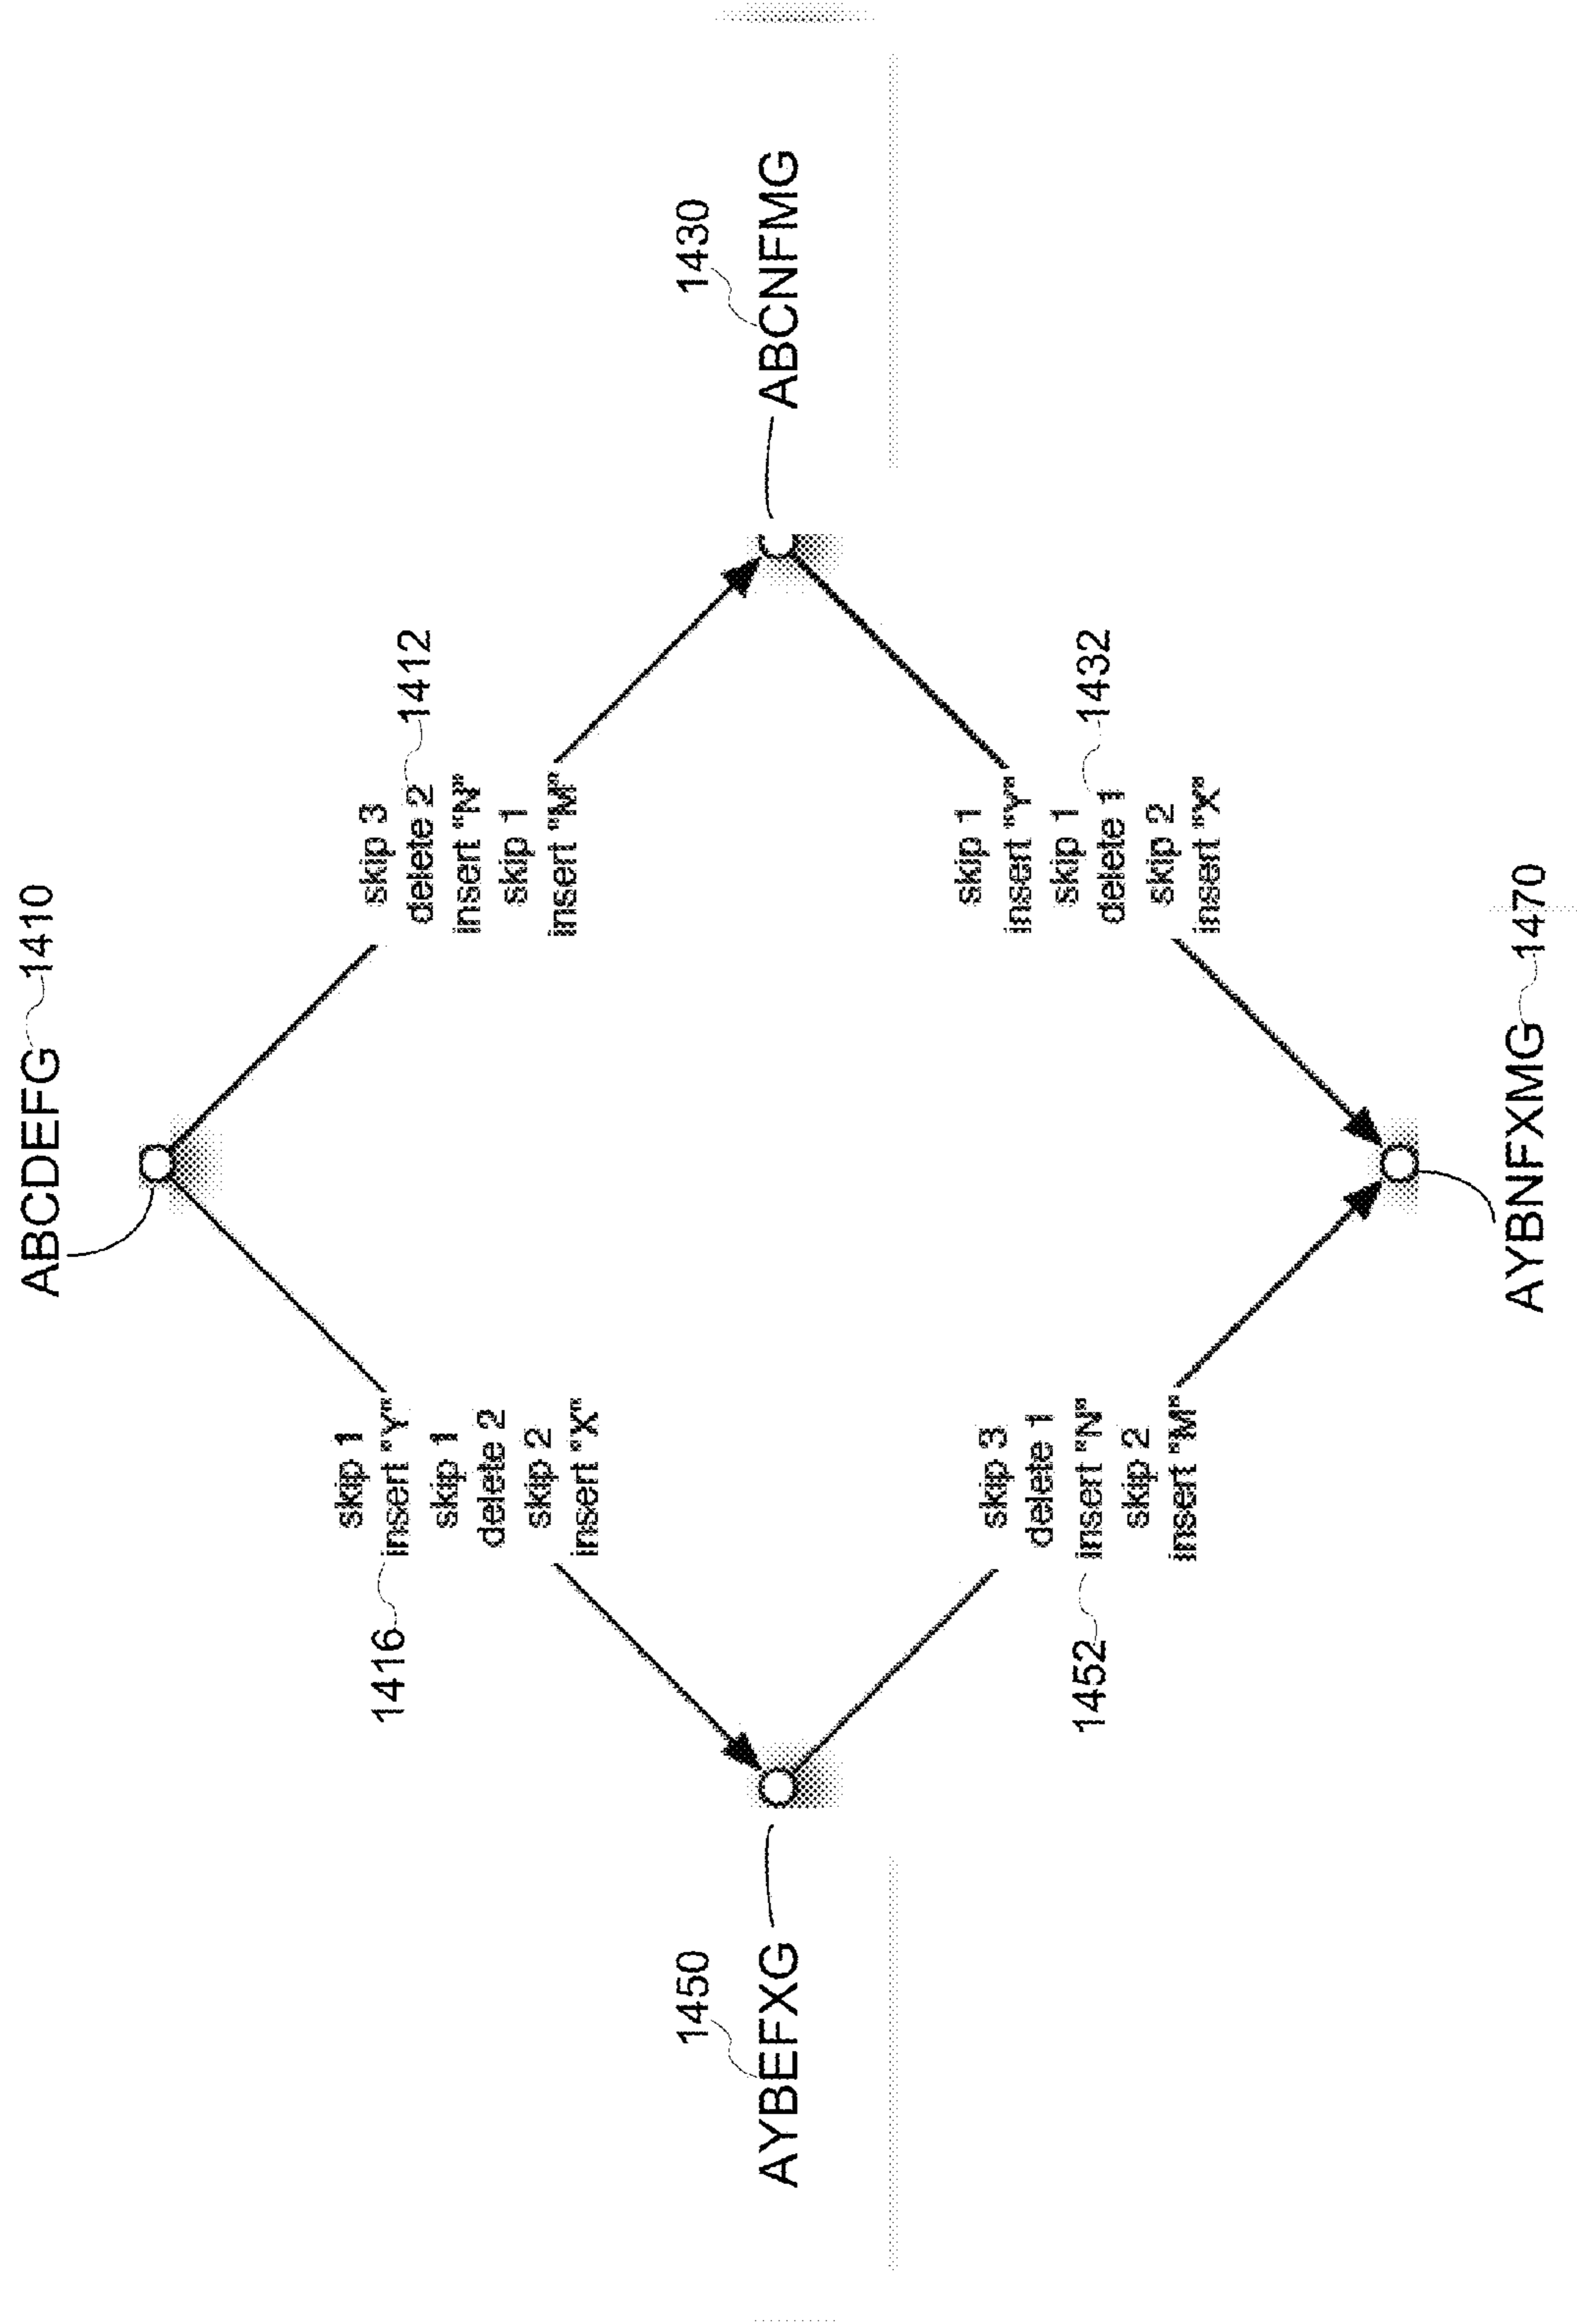 ABCDEFG 1410
skip 1
insert "Y"
skip 1
delete 2
skip 2
insert "X"
1416
skip 3
delete 2
insert "N"
skip 1
insert "M"
1412
1450
AYBEFXG
1430
ABCNFMG
skip 3
delete 1
insert "N"
skip 2
insert "M"
1452
skip 1
insert "Y"
skip 1
delete 1
skip 2
insert "X"
1432
AYBNFXMG 1470